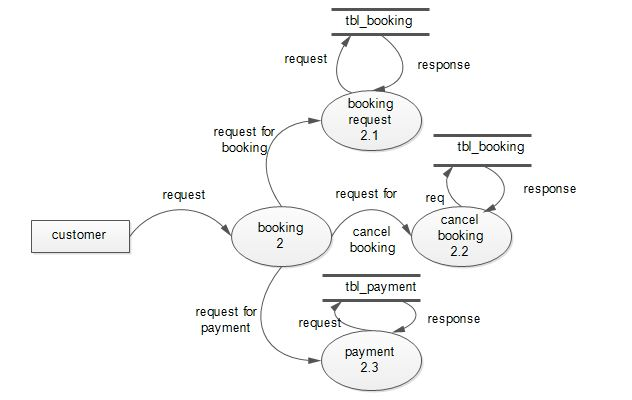 tbl_booking
request
response
booking
request
2.1
request for
booking
tbl_booking
req
response
request
request for
cancel
booking
2.2
customer
booking
2
cancel
booking
tbl_payment
request for
payment
request
response
payment
2.3